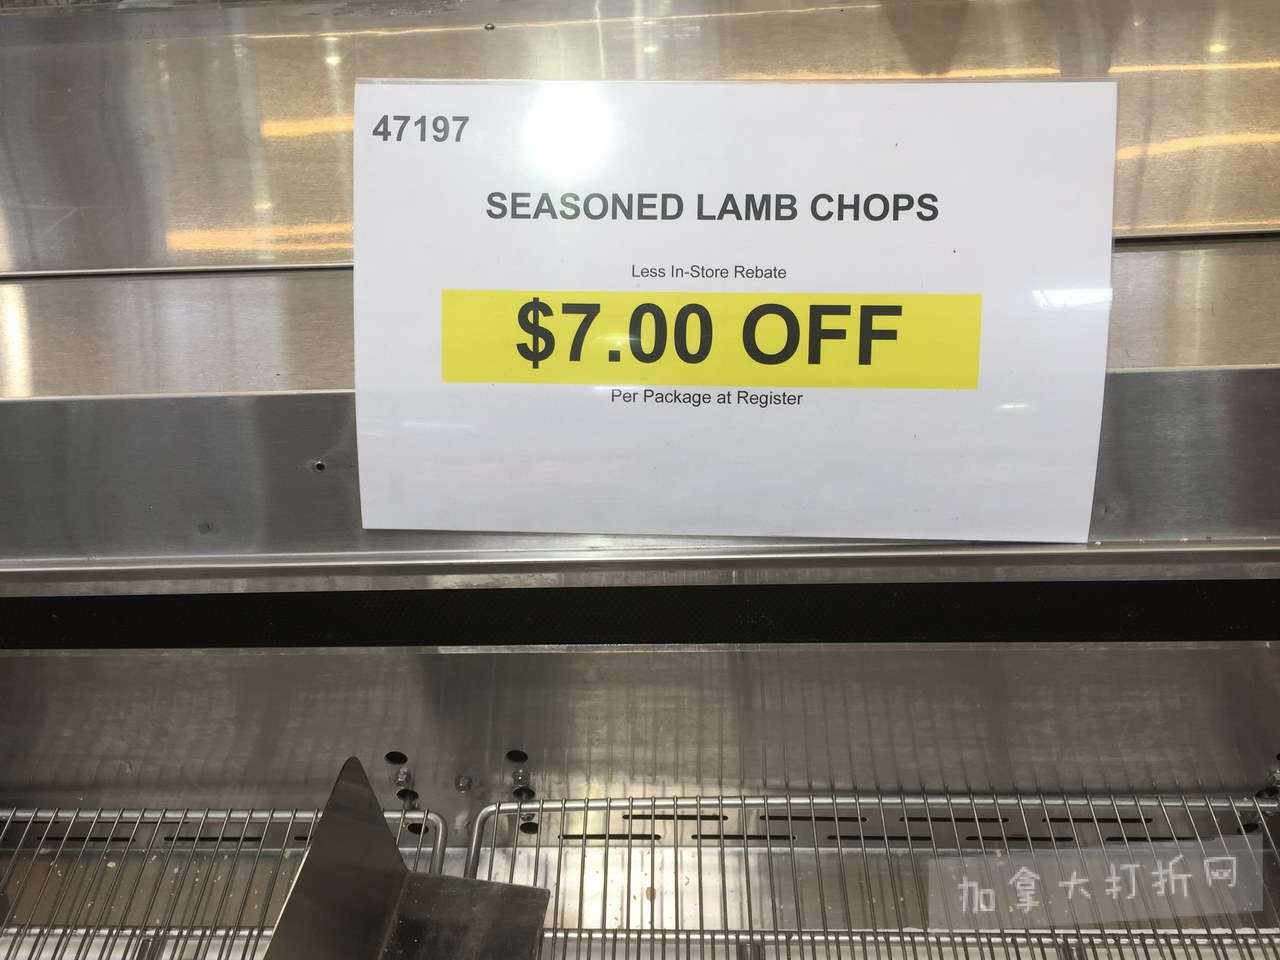 47197
SEASONED LAMB CHOPS
Less In-Store Rebate
$7.00 OFF
Per Package at Register
加拿大打折网